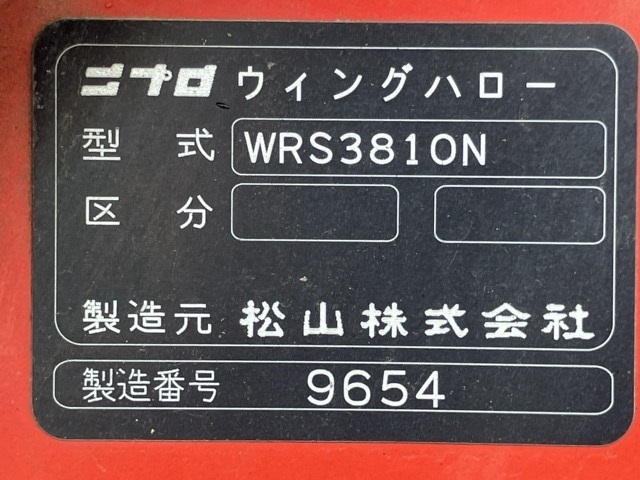 ニプロ ウィングハロー
型式 WRS3810N
区分
製造元 松山株式会社
製造番号 9654